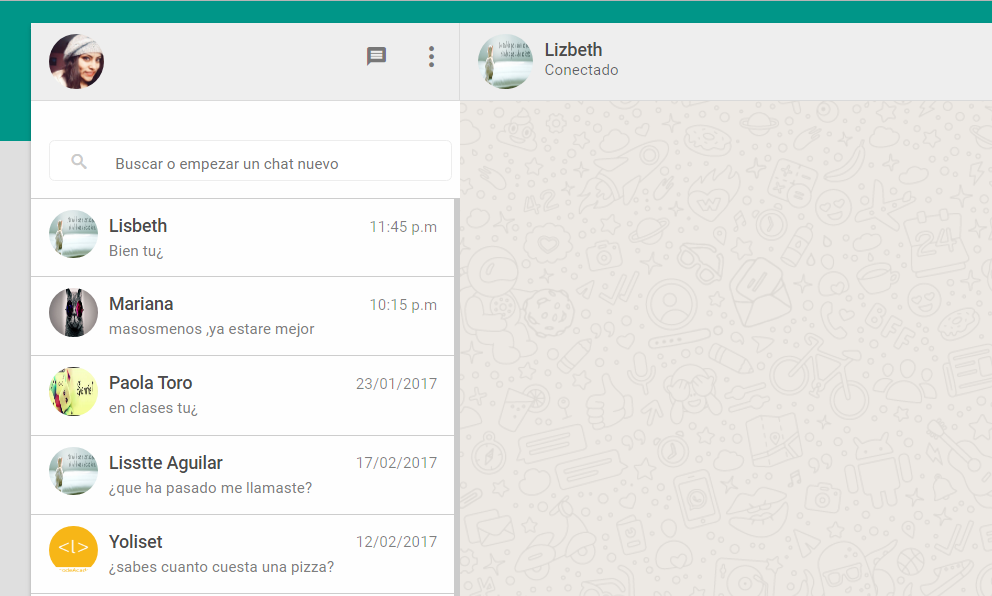 Lizbeth
Conectado
Buscar o empezar un chat nuevo
Lisbeth
11:45 p.m
Bien tu¿
Mariana
10:15 p.m
masosmenos ,ya estare mejor
Paola Toro
23/01/2017
en clases tu¿
Lisstte Aguilar
17/02/2017
¿que ha pasado me llamaste?
Yoliset
12/02/2017
<l>
¿sabes cuanto cuesta una pizza?